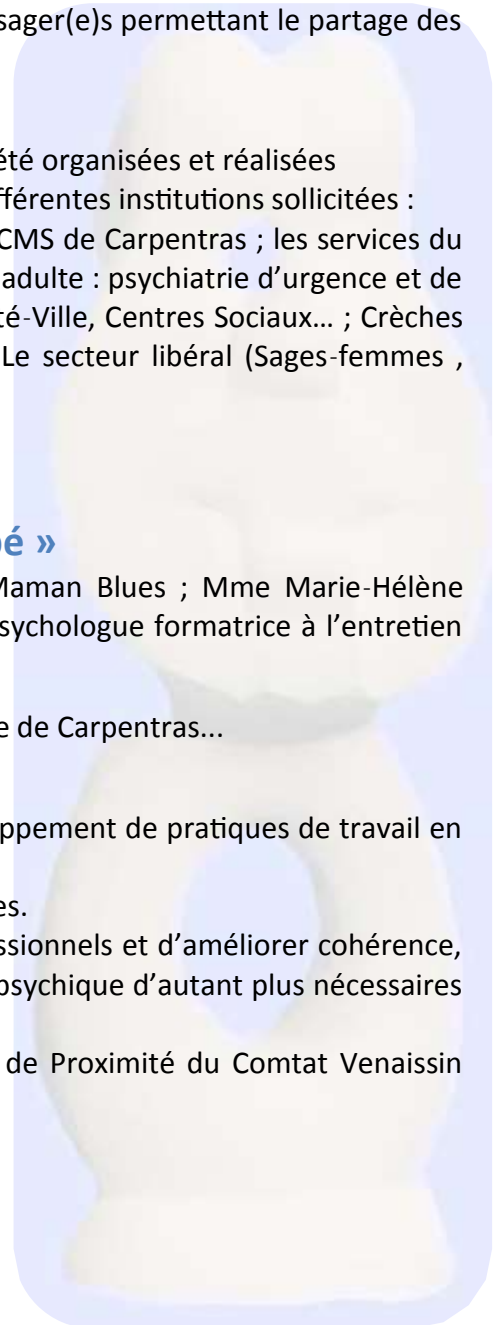 sager(e)s permettant le partage des
été organisées et réalisées
fférentes institutions sollicitées :
CMS de Carpentras ; les services du
adulte : psychiatrie d'urgence et de
té-Ville, Centres Sociaux… ; Crèches
Le secteur libéral (Sages-femmes ,
é »
Maman Blues ; Mme Marie-Hélène
sychologue formatrice à l'entretien
e de Carpentras...
ppement de pratiques de travail en
es.
ssionnels et d'améliorer cohérence,
psychique d'autant plus nécessaires
de Proximité du Comtat Venaissin